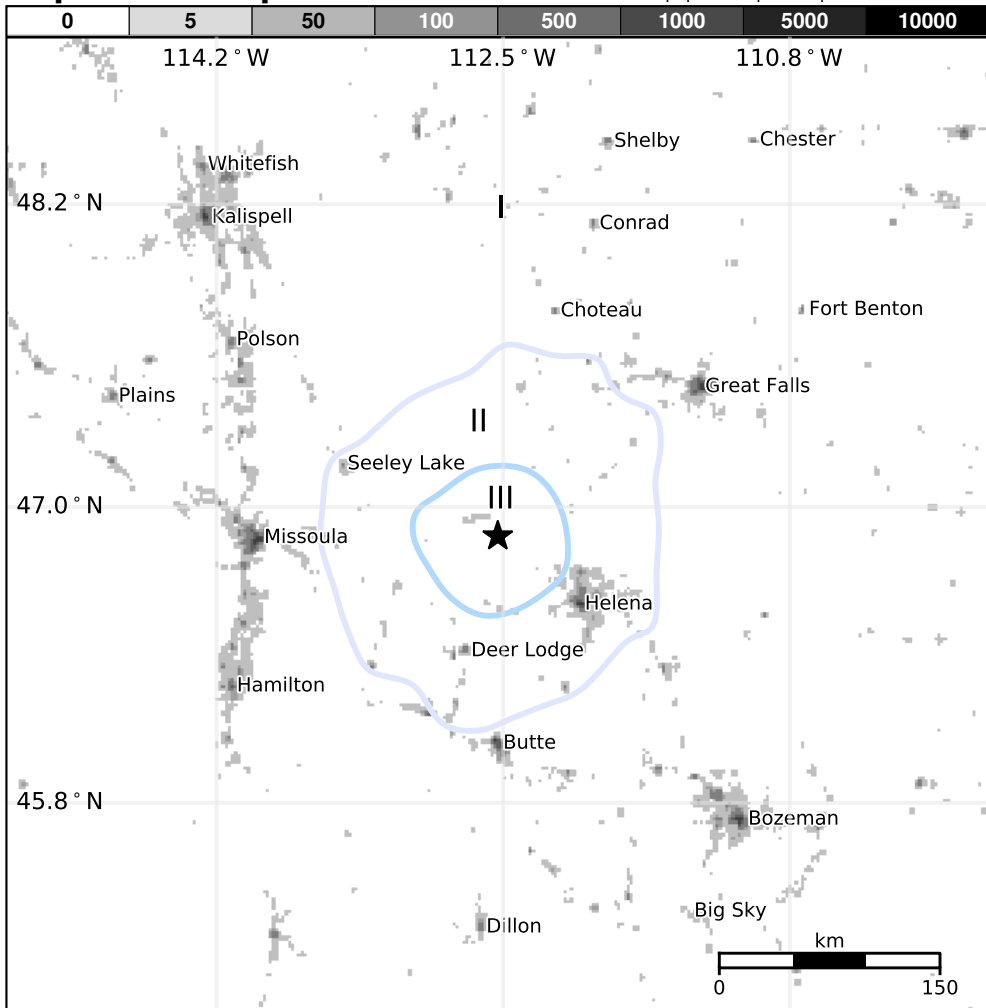 0 5 50 100 500 1000 5000 10000
114.2°W 112.5°W 110.8°W
Shelby Chester
Whitefish
48.2°N I
Kalispell Conrad
Choteau Fort Benton
Polson
Plains Great Falls
II
Seeley Lake
47.0°N III
Missoula
Helena
Deer Lodge
Hamilton
Butte
45.8°N
Bozeman
Big Sky
Dillon
km
0 150